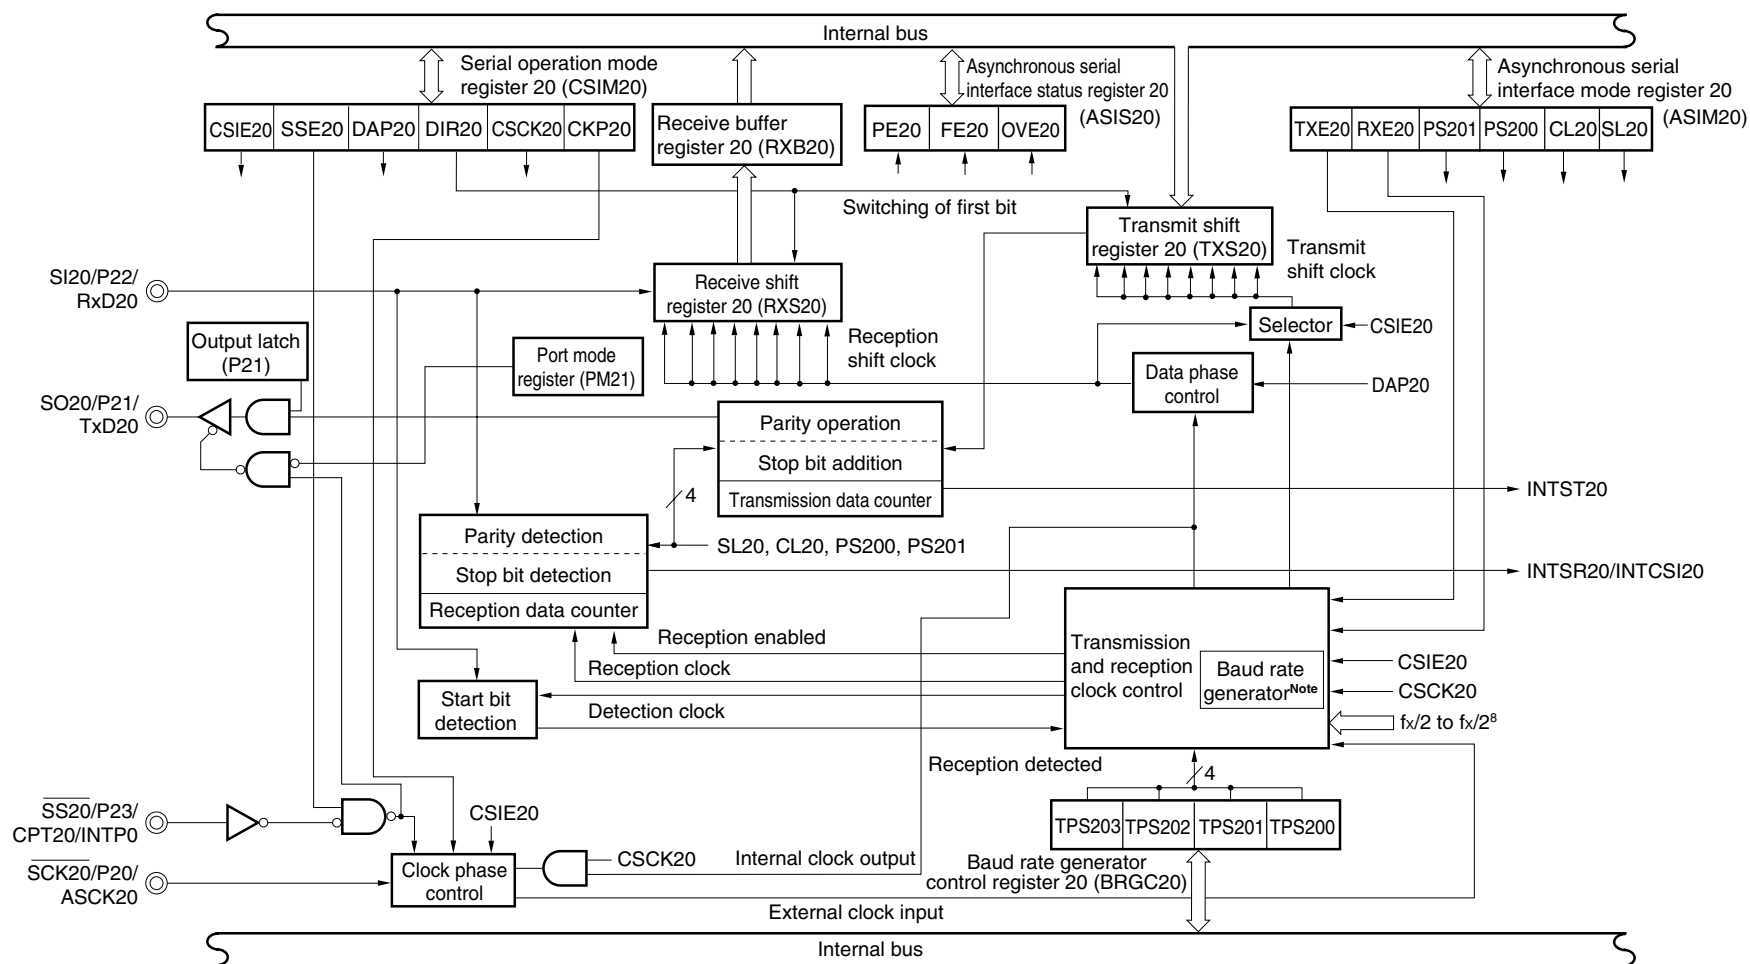 Internal bus
Serial operation mode
register 20 (CSIM20)
Asynchronous serial
interface status register 20
(ASIS20)
Asynchronous serial
interface mode register 20
(ASIM20)
CSIE20 SSE20 DAP20 DIR20 CSCK20 CKP20
Receive buffer
register 20 (RXB20)
PE20 FE20 OVE20
TXE20 RXE20 PS201 PS200 CL20 SL20
Switching of first bit
Transmit shift
register 20 (TXS20)
Transmit
shift clock
SI20/P22/
RxD20
Receive shift
register 20 (RXS20)
Selector
CSIE20
Output latch
(P21)
Port mode
register (PM21)
Reception
shift clock
Data phase
control
DAP20
SO20/P21/
TxD20
Parity operation
Stop bit addition
Transmission data counter
4
INTST20
Parity detection
Stop bit detection
Reception data counter
SL20, CL20, PS200, PS201
INTSR20/INTCSI20
Reception enabled
Reception clock
Transmission
and reception
clock control
Baud rate
generatorNote
CSIE20
CSCK20
fx/2 to fx/2⁸
Start bit
detection
Detection clock
Reception detected
4
SS20/P23/
CPT20/INTP0
CSIE20
TPS203 TPS202 TPS201 TPS200
SCK20/P20/
ASCK20
Clock phase
control
CSCK20
Internal clock output
Baud rate generator
control register 20 (BRGC20)
External clock input
Internal bus